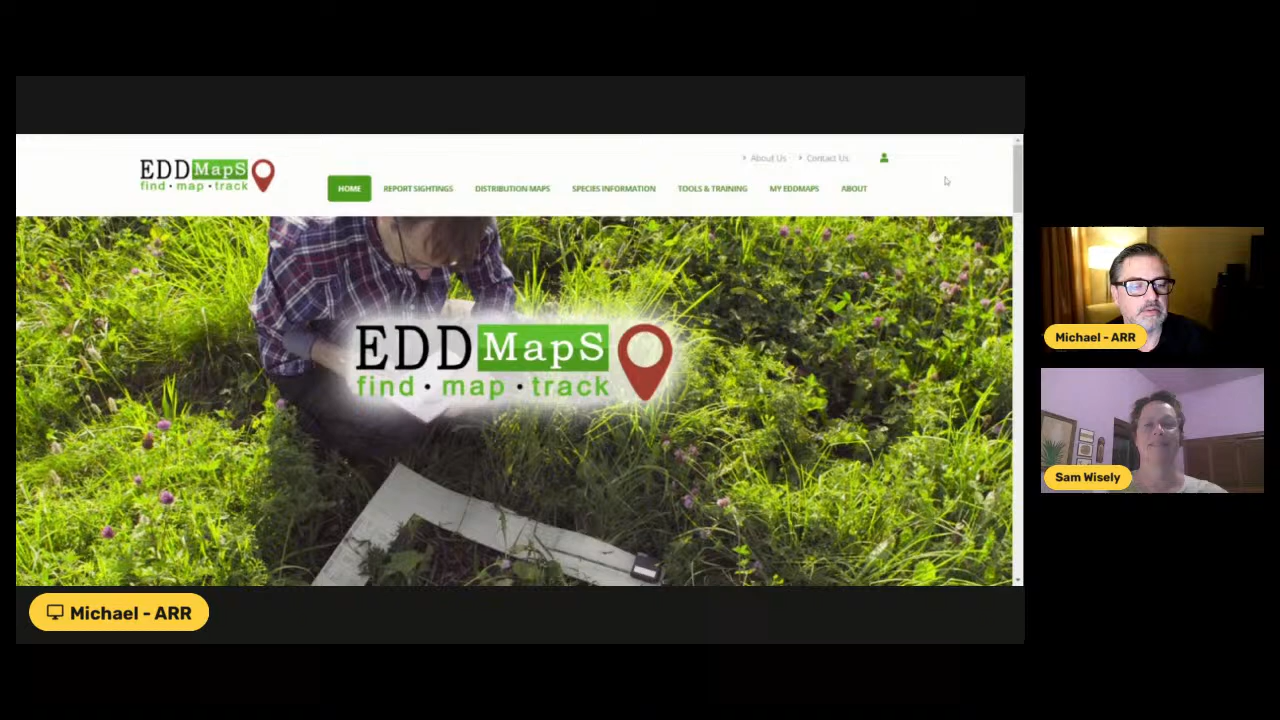 About Us
Contact Us
EDDMapS
find • map • track
HOME
REPORT SIGHTINGS
DISTRIBUTION MAPS
SPECIES INFORMATION
TOOLS & TRAINING
MY EDDMAPS
ABOUT
EDDMapS
find • map • track
Michael - ARR
Sam Wisely
Michael - ARR